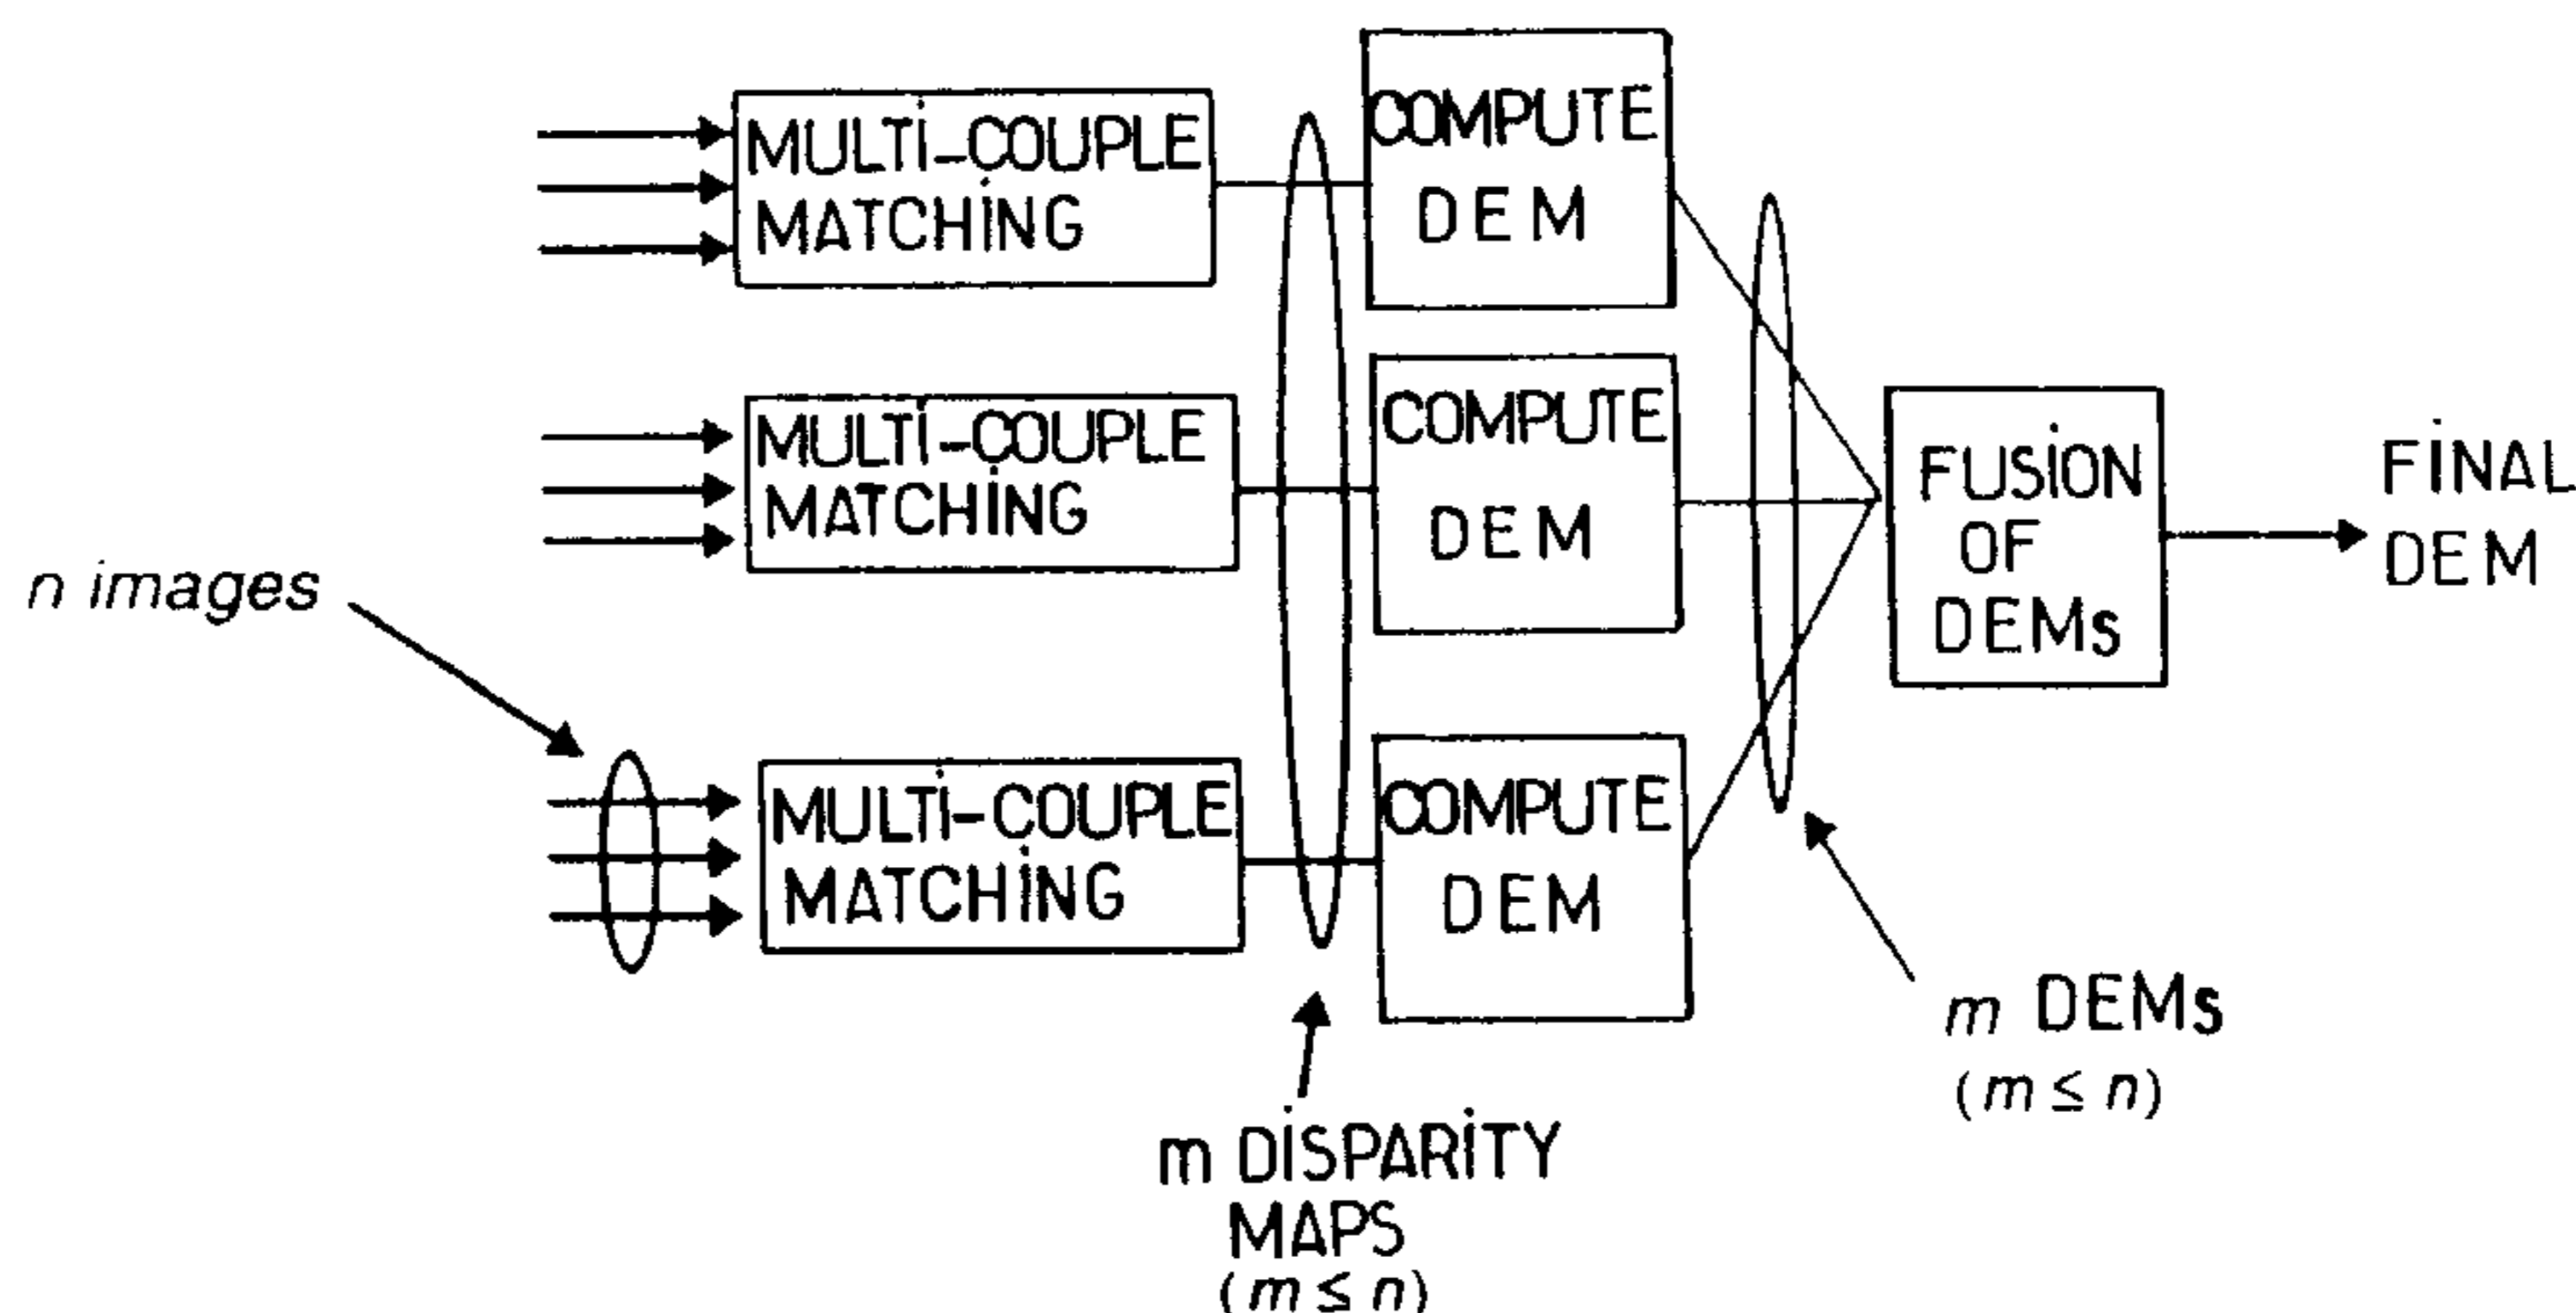 MULTi-COUPLE
MATCHiNG
COMPUTE
DEM
MULTi-COUPLE
MATCHiNG
COMPUTE
DEM
n images
MULTi-COUPLE
MATCHiNG
COMPUTE
DEM
FUSiON
OF
DEMs
FiNAL
DEM
m DiSPARiTY
MAPS
(m ≤ n)
m DEMs
(m ≤ n)